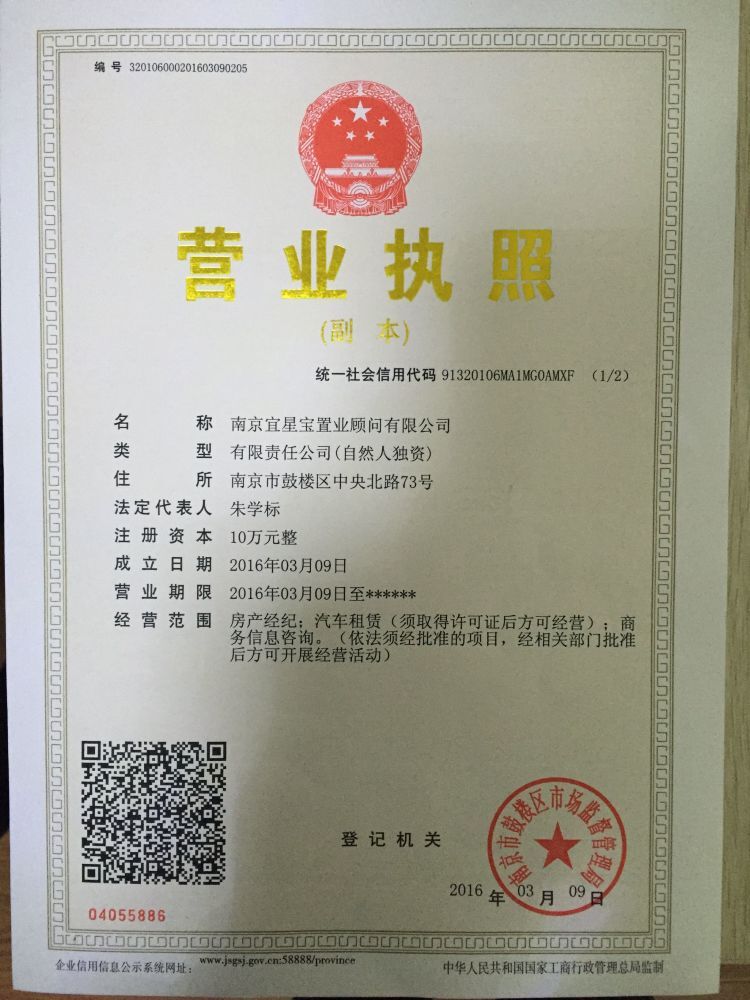 编 号 320106000201603090205
营业执照
(副 本)
统一社会信用代码 91320106MA1MG0AMXF (1/2)
名 称 南京宜星宝置业顾问有限公司
类 型 有限责任公司(自然人独资)
住 所 南京市鼓楼区中央北路73号
法定代表人 朱学标
注册资本 10万元整
成立日期 2016年03月09日
营业期限 2016年03月09日至******
经营范围 房产经纪；汽车租赁（须取得许可证后方可经营）；商
务信息咨询。（依法须经批准的项目，经相关部门批准
后方可开展经营活动）
南京市鼓楼区市场监督管理局
登记机关
2016 年 03 月 09 日
04055886
企业信用信息公示系统网址： www.jsgsj.gov.cn:58888/province
中华人民共和国国家工商行政管理总局监制